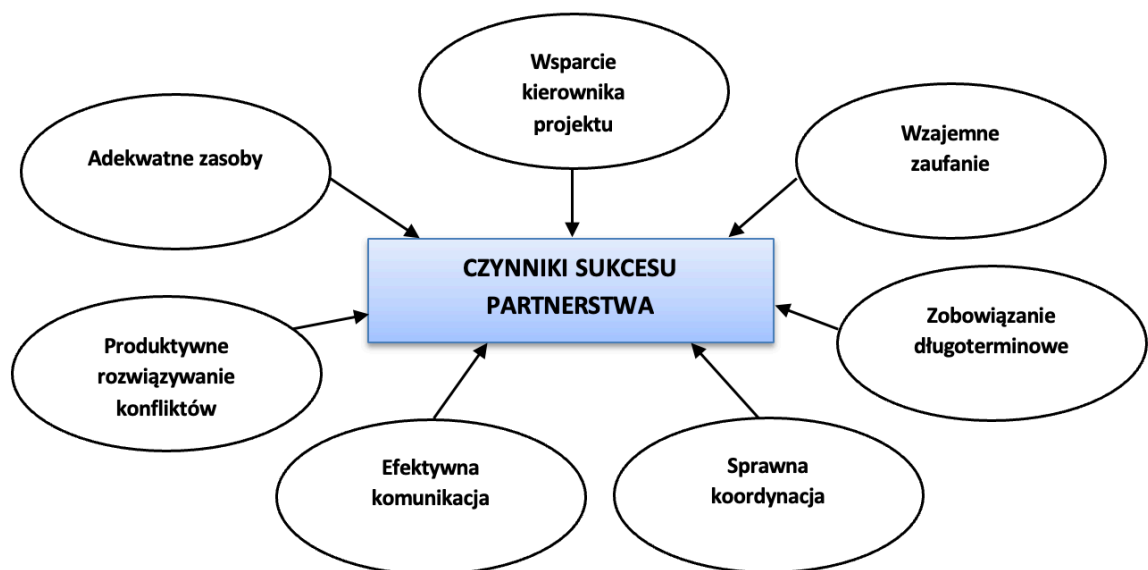 Wsparcie
kierownika
projektu
Adekwatne zasoby
Wzajemne
zaufanie
CZYNNIKI SUKCESU
PARTNERSTWA
Produktywne
rozwiązywanie
konfliktów
Zobowiązanie
długoterminowe
Efektywna
komunikacja
Sprawna
koordynacja